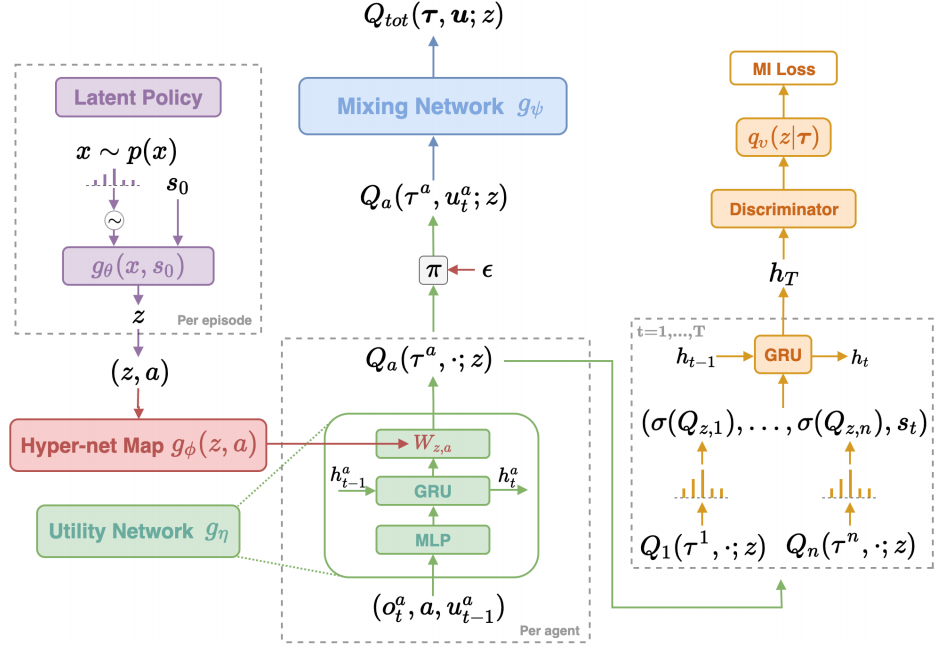 Latent Policy
x ∼ p(x)
s₀
∼
g_θ(x, s₀)
z
Per episode
(z, a)
Hyper-net Map g_ϕ(z, a)
Utility Network g_η
Q_tot(τ, u; z)
Mixing Network g_ψ
Q_a(τ^a, u_t^a; z)
π
ϵ
Q_a(τ^a, ·; z)
W_{z,a}
h_{t-1}^a
GRU
h_t^a
MLP
(o_t^a, a, u_{t-1}^a)
Per agent
MI Loss
q_υ(z|τ)
Discriminator
h_T
t=1,...,T
h_{t-1}
GRU
h_t
(σ(Q_{z,1}), . . . , σ(Q_{z,n}), s_t)
Q_1(τ^1, ·; z)
Q_n(τ^n, ·; z)